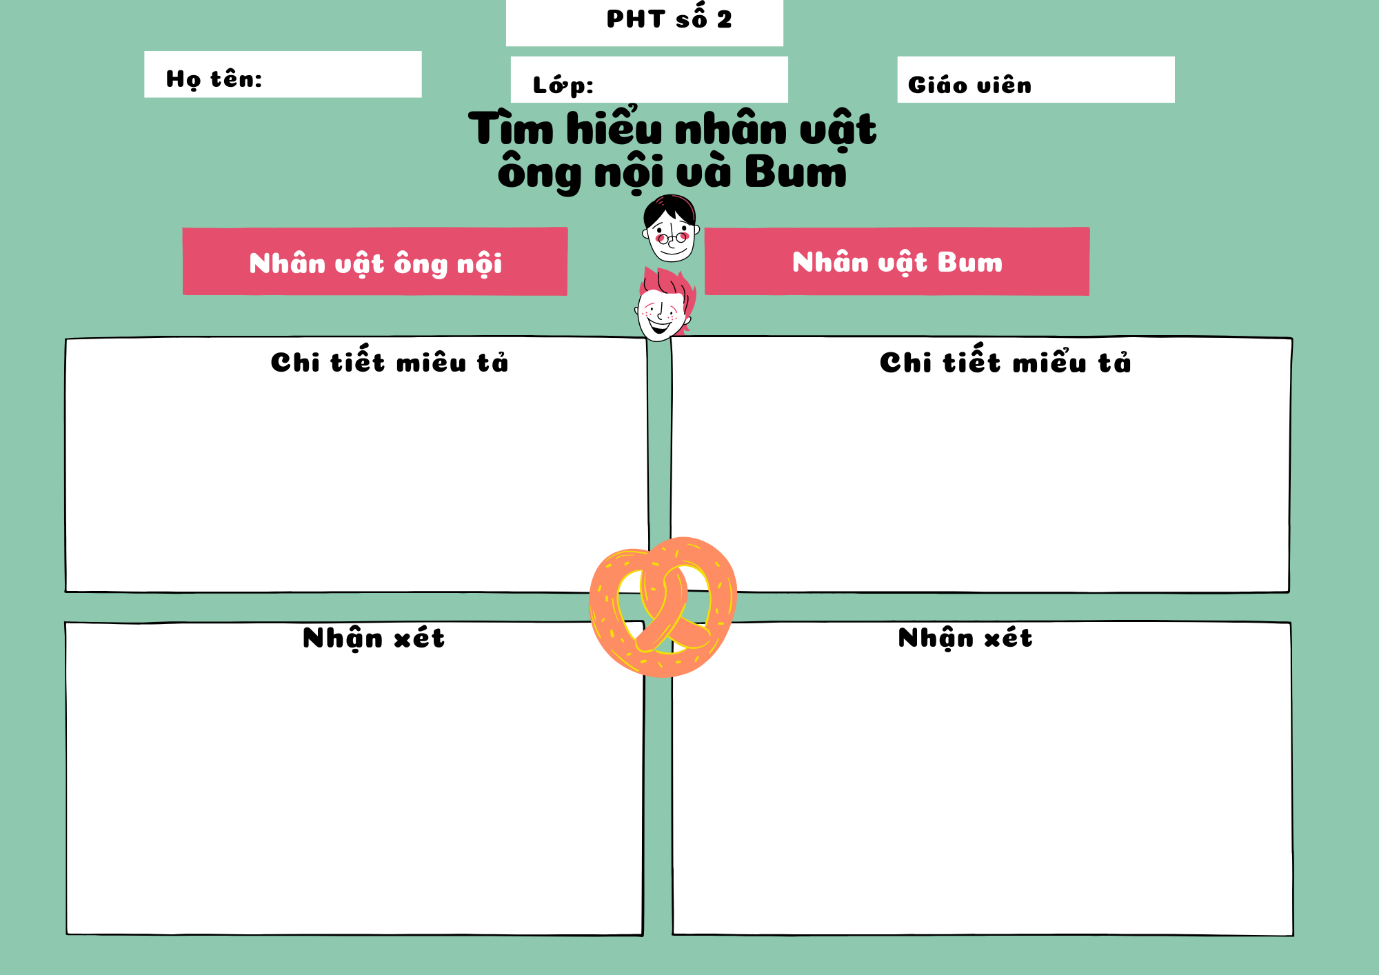 PHT số 2
Họ tên:
Lớp:
Giáo viên
Tìm hiểu nhân vật
ông nội và Bum
Nhân vật ông nội
Nhân vật Bum
Chi tiết miêu tả
Chi tiết miểu tả
Nhận xét
Nhận xét